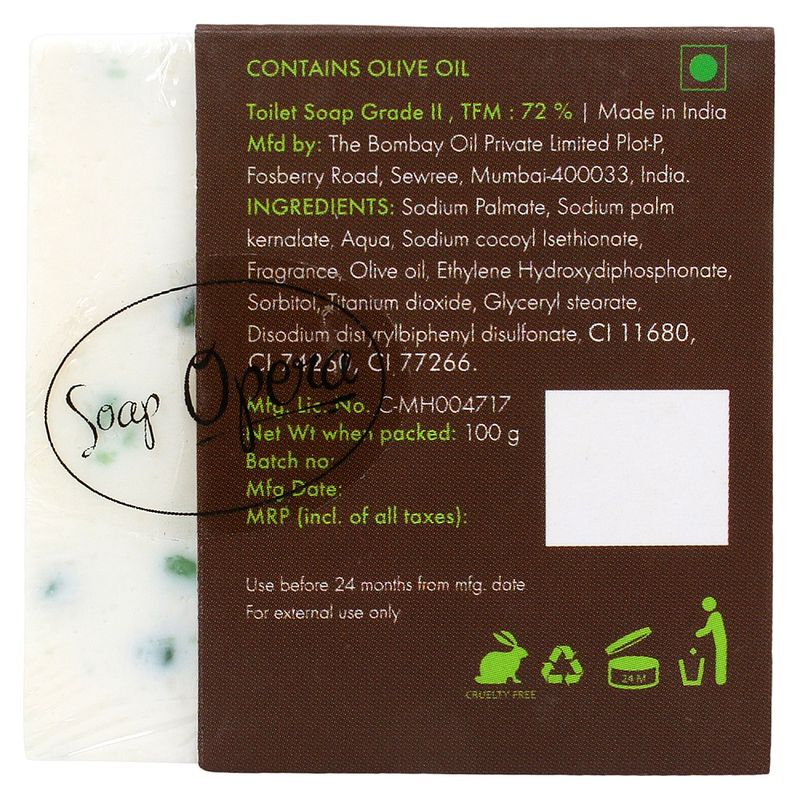 CONTAINS OLIVE OIL
Toilet Soap Grade II , TFM : 72 % | Made in India
Mfd by: The Bombay Oil Private Limited Plot-P,
Fosberry Road, Sewree, Mumbai-400033, India.
INGREDIENTS: Sodium Palmate, Sodium palm
kernalate, Aqua, Sodium cocoyl Isethionate,
Fragrance, Olive oil, Ethylene Hydroxydiphosphonate,
Sorbitol, Titanium dioxide, Glyceryl stearate,
Disodium distyrylbiphenyl disulfonate, CI 11680,
CI 74260, CI 77266.
Soap Opera
Mfg. Lic. No. C-MH004717
Net Wt when packed: 100 g
Batch no:
Mfg Date:
MRP (incl. of all taxes):
Use before 24 months from mfg. date
For external use only
24 M
CRUELTY FREE